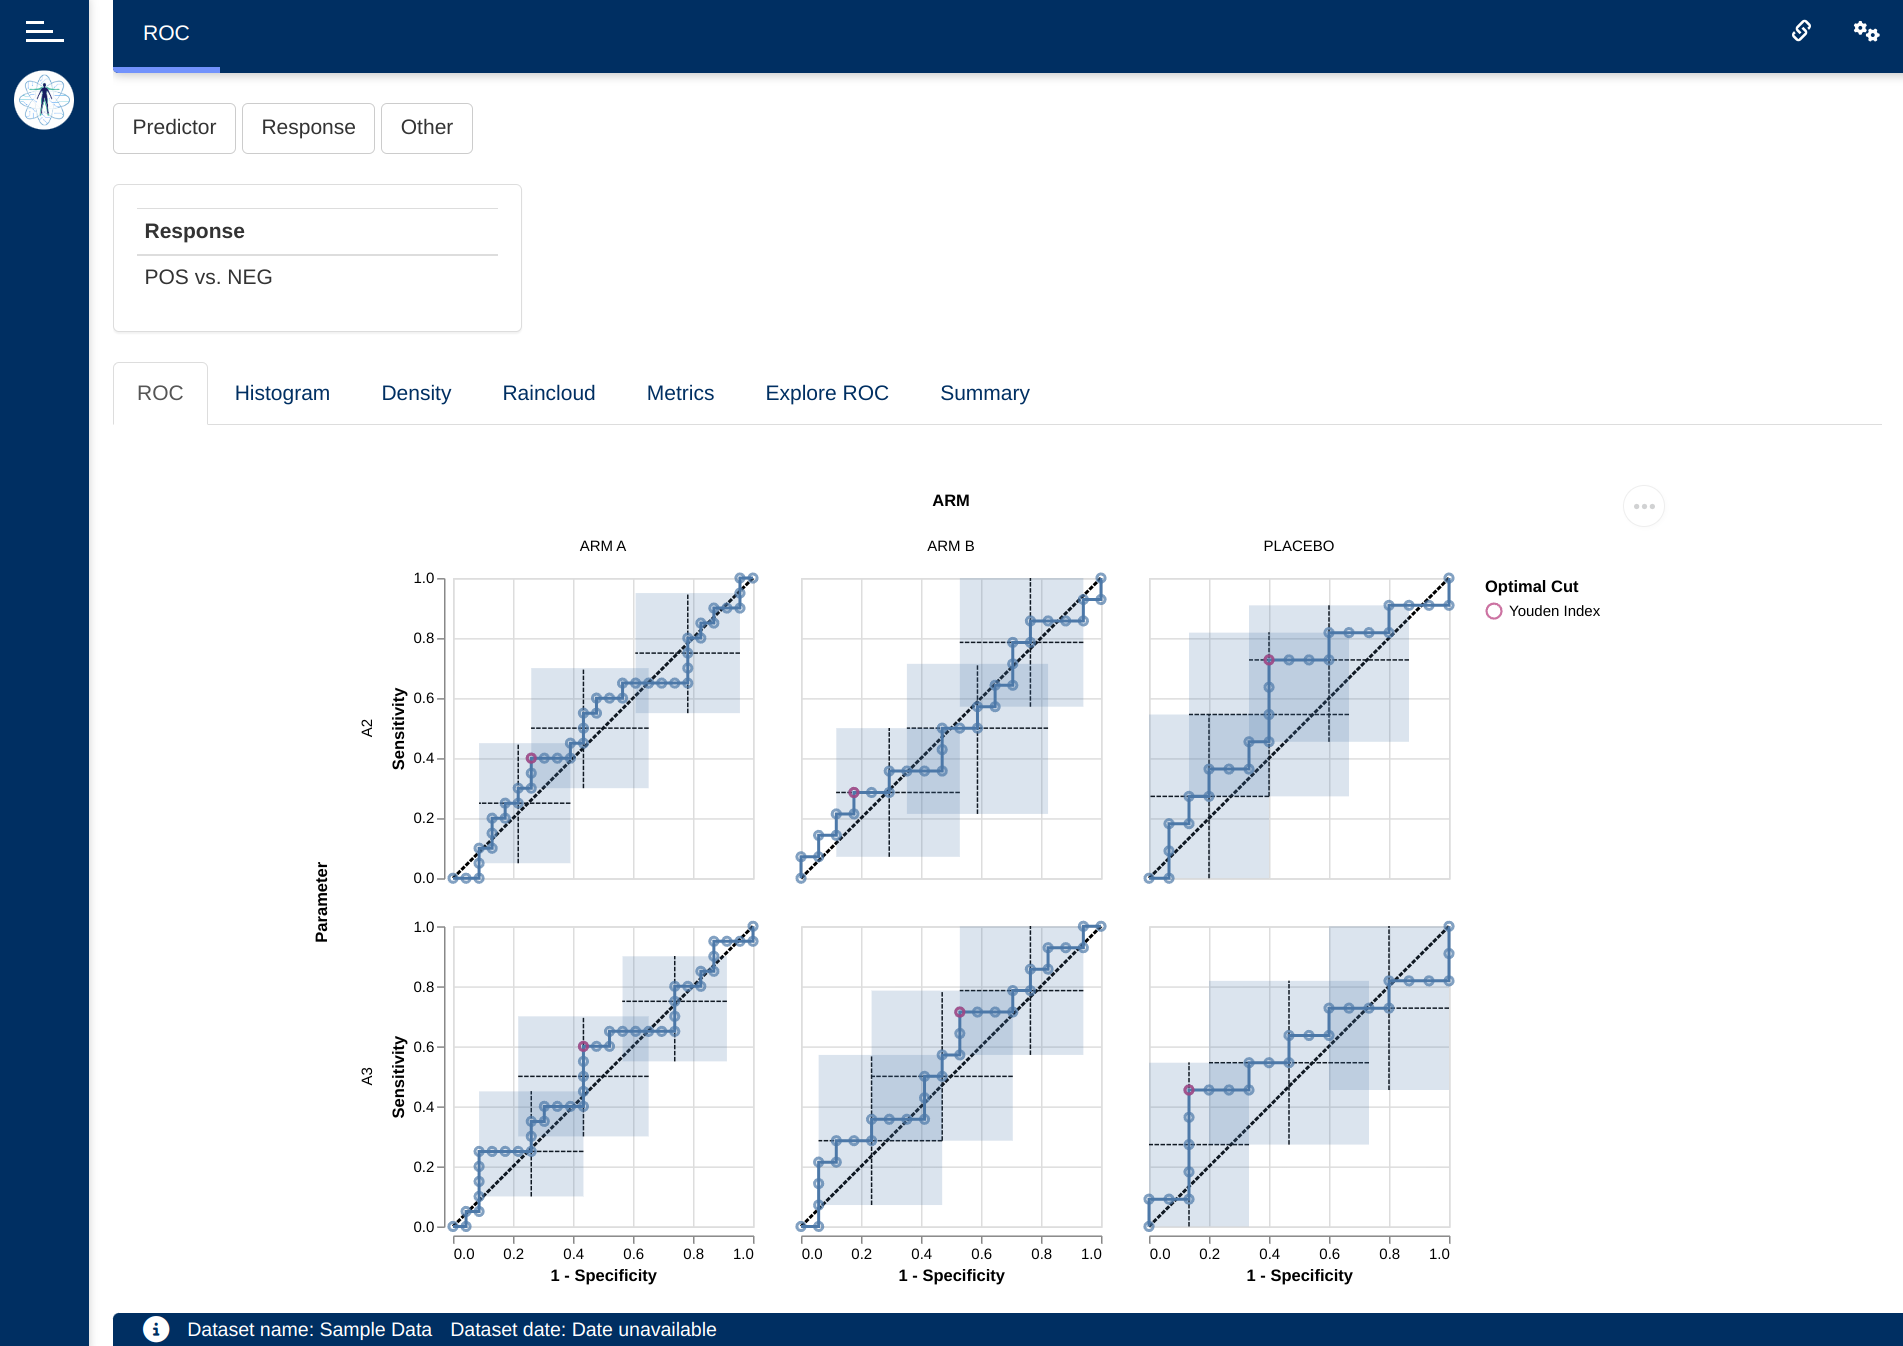 ROC
Predictor Response Other
Response
POS vs. NEG
ROC Histogram Density Raincloud Metrics Explore ROC Summary
ARM
ARM A ARM B PLACEBO
Optimal Cut
Youden Index
Parameter
A2
Sensitivity
1.0
0.8
0.6
0.4
0.2
0.0
A3
Sensitivity
1.0
0.8
0.6
0.4
0.2
0.0
0.0 0.2 0.4 0.6 0.8 1.0 0.0 0.2 0.4 0.6 0.8 1.0 0.0 0.2 0.4 0.6 0.8 1.0
1 - Specificity 1 - Specificity 1 - Specificity
Dataset name: Sample Data Dataset date: Date unavailable